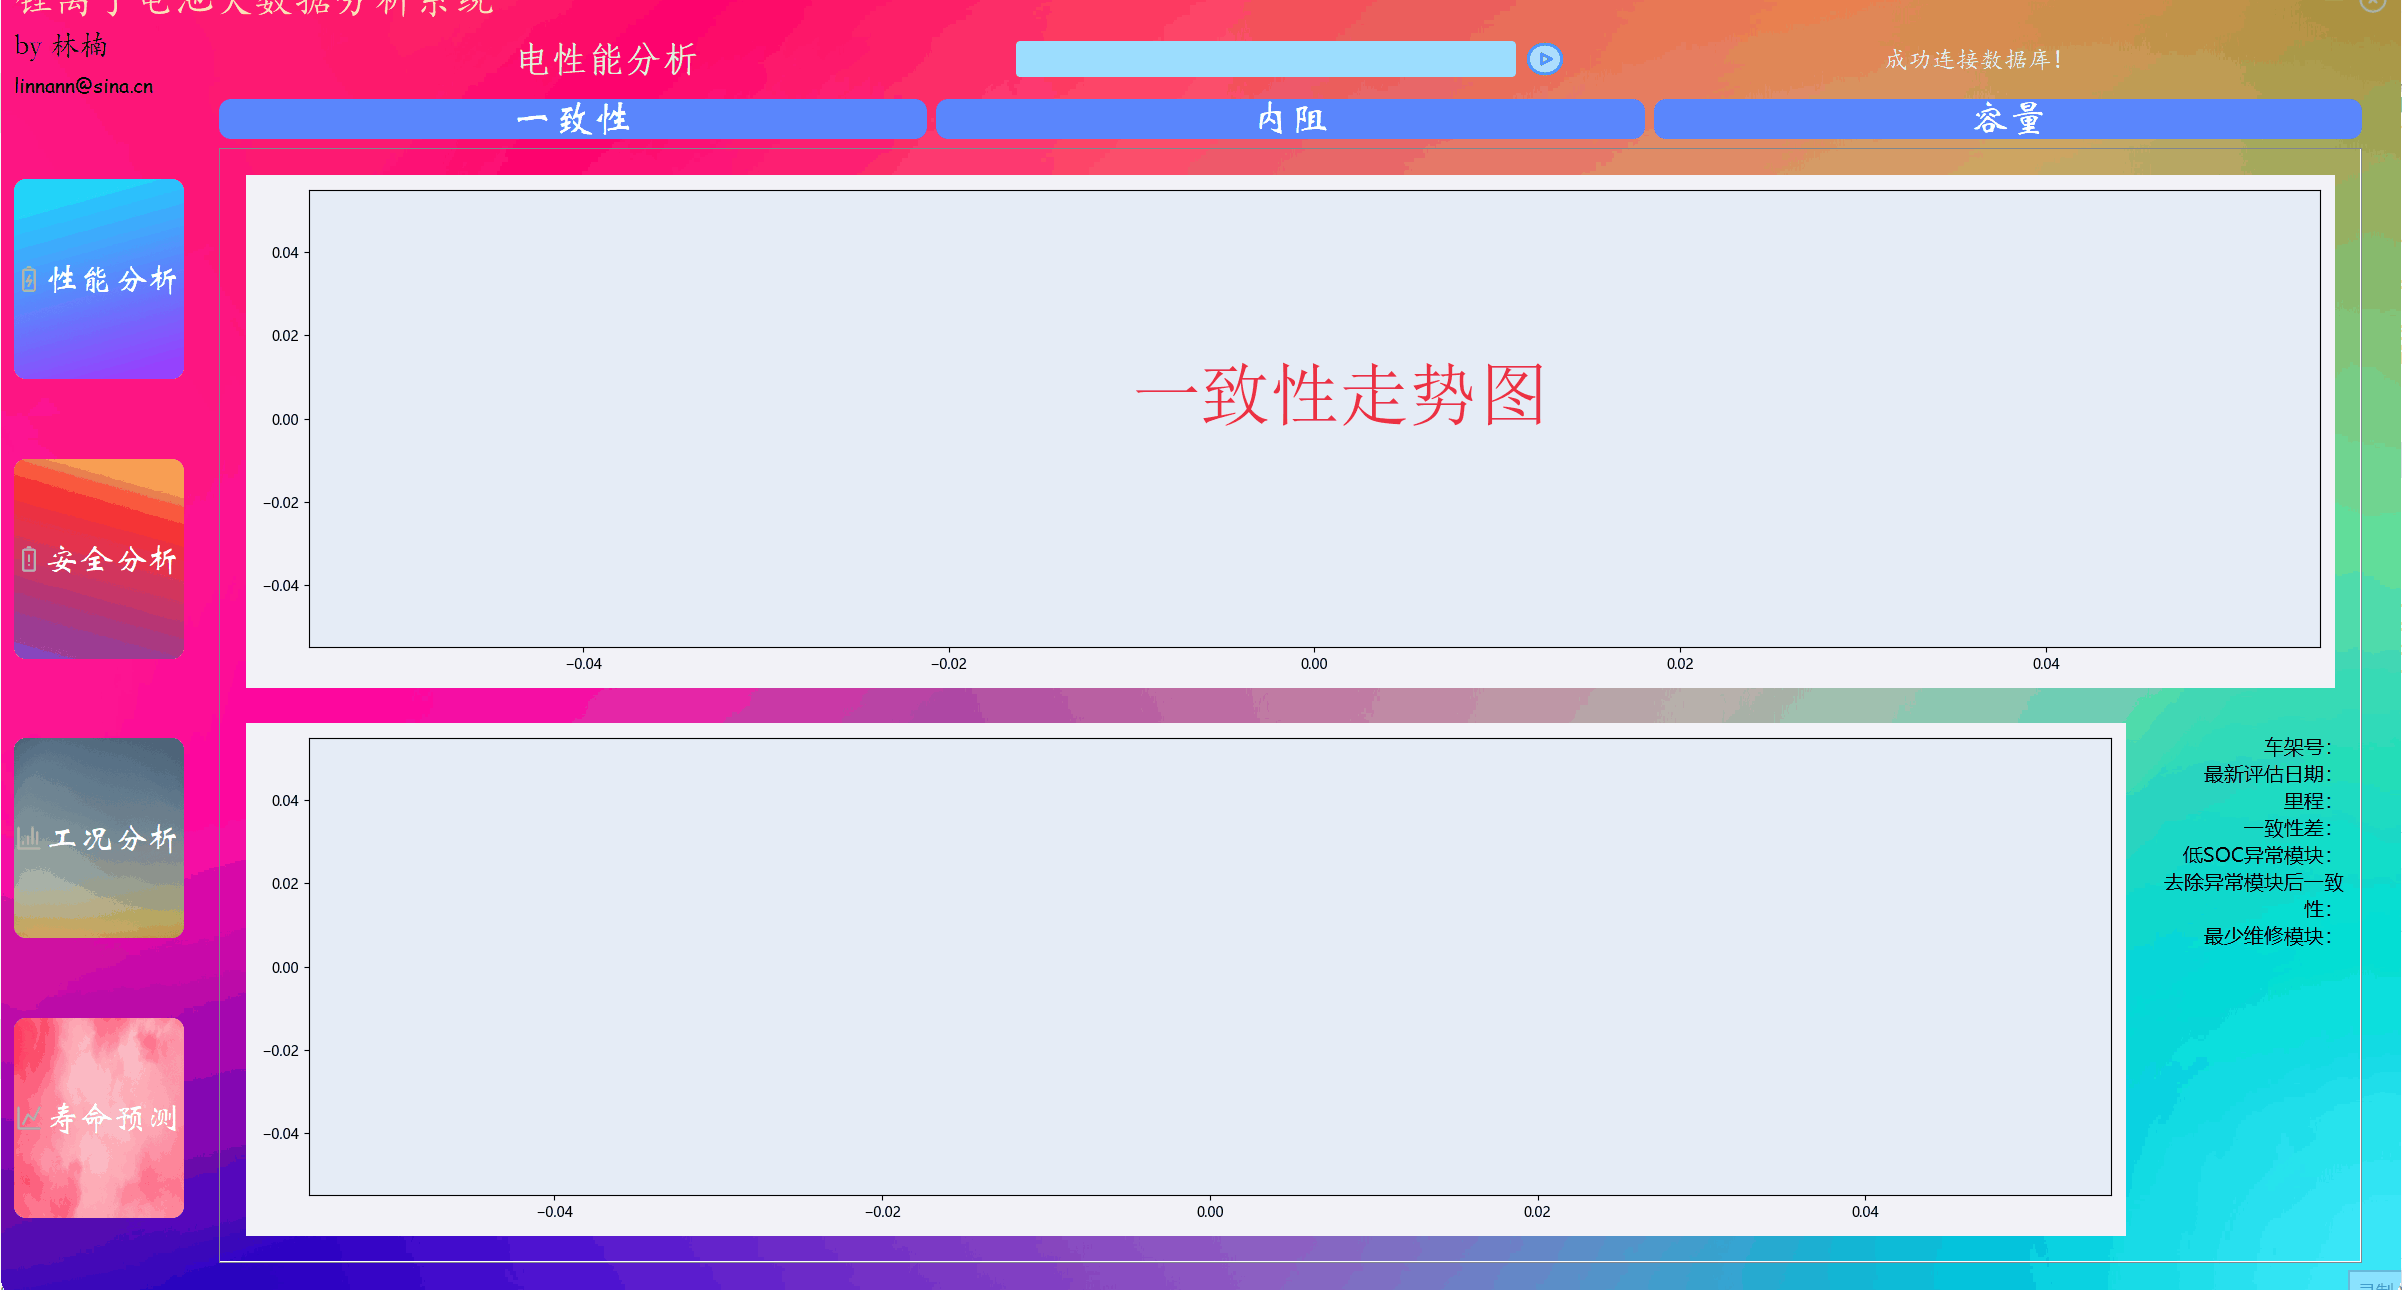 锂离子电池大数据分析系统
by 林楠
linnann@sina.cn
电性能分析
成功连接数据库!
一致性
内阻
容量
性能分析
安全分析
工况分析
寿命预测
0.04
0.02
0.00
−0.02
−0.04
一致性走势图
−0.04
−0.02
0.00
0.02
0.04
0.04
0.02
0.00
−0.02
−0.04
−0.04
−0.02
0.00
0.02
0.04
车架号:
最新评估日期:
里程:
一致性差:
低SOC异常模块:
去除异常模块后一致
性:
最少维修模块: